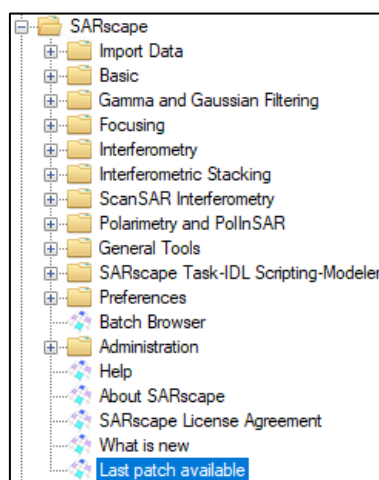 SARscape
Import Data
Basic
Gamma and Gaussian Filtering
Focusing
Interferometry
Interferometric Stacking
ScanSAR Interferometry
Polarimetry and PolInSAR
General Tools
SARscape Task-IDL Scripting-Modeler
Preferences
Batch Browser
Administration
Help
About SARscape
SARscape License Agreement
What is new
Last patch available